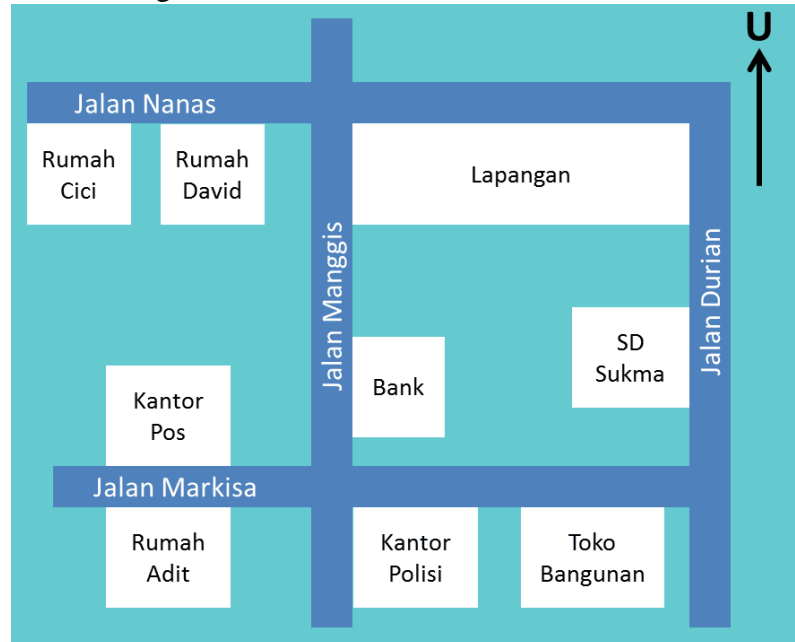 U
Jalan Nanas
Rumah
Cici
Rumah
David
Lapangan
Jalan Manggis
Jalan Durian
SD
Sukma
Bank
Kantor
Pos
Jalan Markisa
Rumah
Adit
Kantor
Polisi
Toko
Bangunan